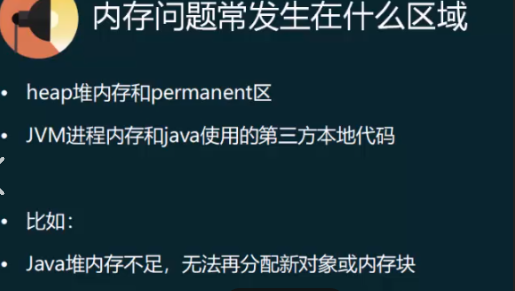 内存问题常发生在什么区域
• heap堆内存和permanent区
• JVM进程内存和java使用的第三方本地代码
• 比如：
• Java堆内存不足，无法再分配新对象或内存块